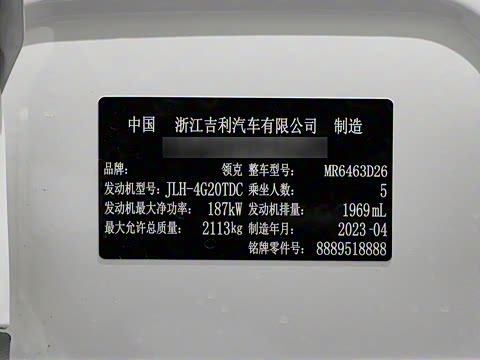 中国 浙江吉利汽车有限公司 制造
品牌: 领克 整车型号: MR6463D26
发动机型号: JLH-4G20TDC 乘坐人数: 5
发动机最大净功率: 187kW 发动机排量: 1969mL
最大允许总质量: 2113kg 制造年月: 2023-04
铭牌零件号: 8889518888